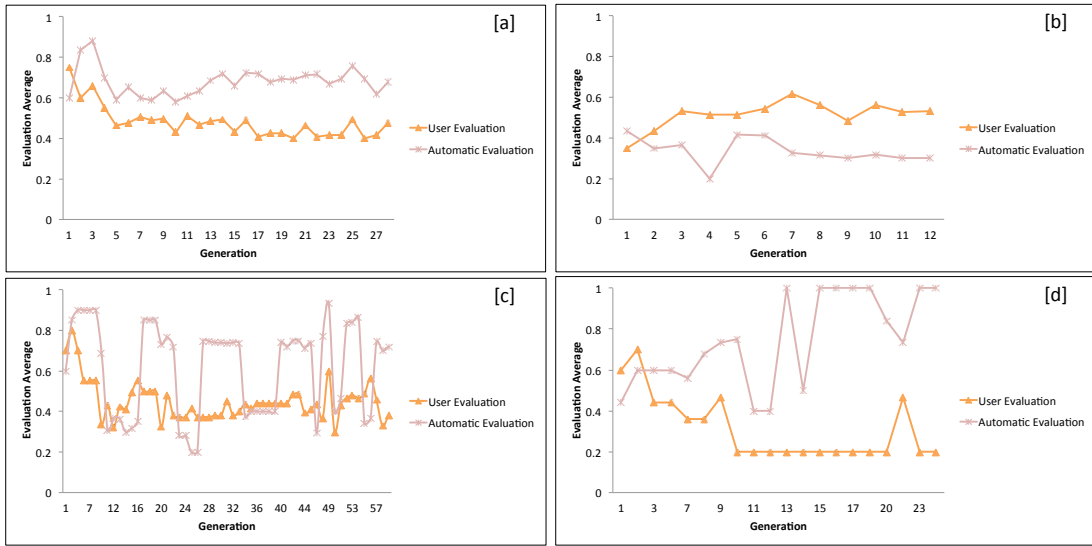 [a]
Evaluation Average
1
0.8
0.6
0.4
0.2
0
1 3 5 7 9 11 13 15 17 19 21 23 25 27
Generation
User Evaluation
Automatic Evaluation
[b]
Evaluation Average
1
0.8
0.6
0.4
0.2
0
1 2 3 4 5 6 7 8 9 10 11 12
Generation
User Evaluation
Automatic Evaluation
[c]
Evaluation Average
1
0.8
0.6
0.4
0.2
0
1 7 9 12 16 20 24 28 32 36 40 44 49 53 57
Generation
User Evaluation
Automatic Evaluation
[d]
Evaluation Average
1
0.8
0.6
0.4
0.2
0
1 3 7 9 11 13 15 17 20 23
Generation
User Evaluation
Automatic Evaluation